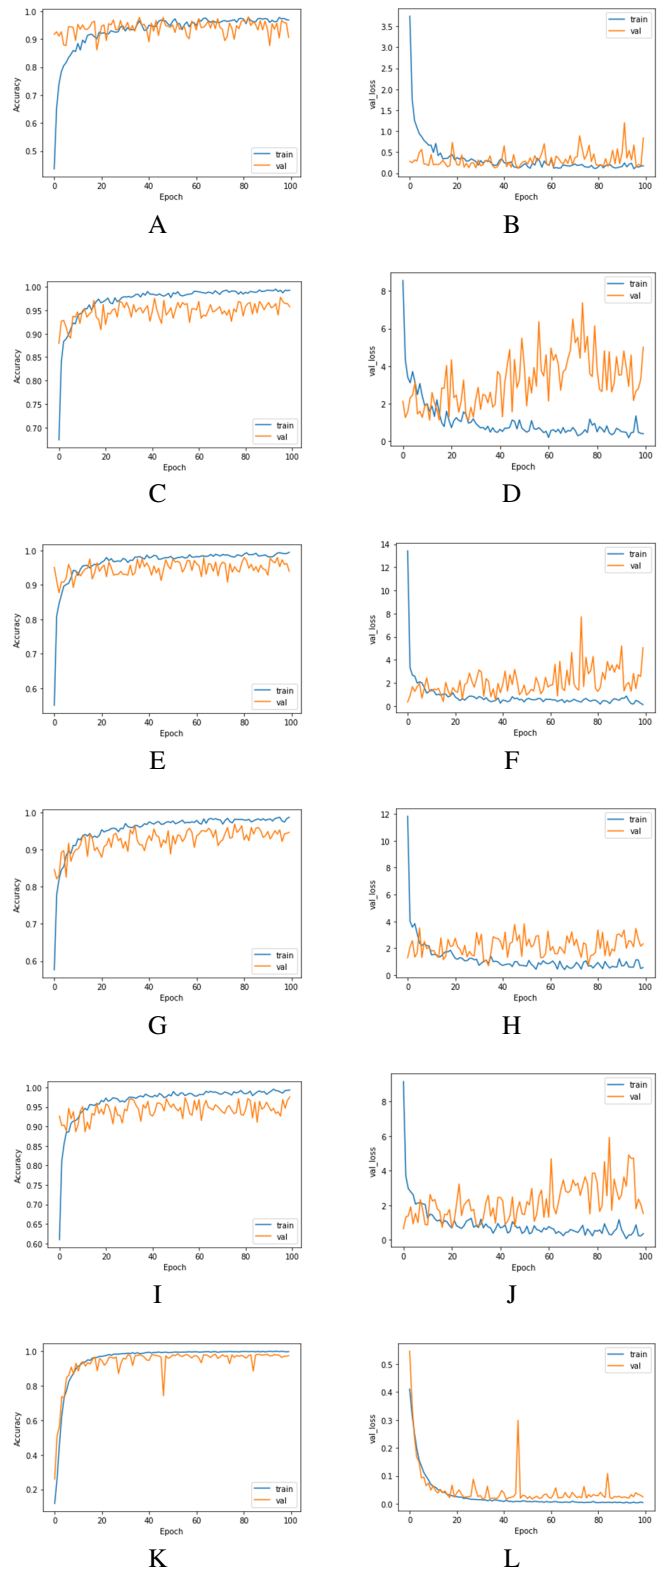 1.0
0.9
0.8
0.7
0.6
0.5
Accuracy
train
val
0 20 40 60 80 100
Epoch
A
3.5
3.0
2.5
2.0
1.5
1.0
0.5
0.0
val_loss
train
val
0 20 40 60 80 100
Epoch
B
1.00
0.95
0.90
0.85
0.80
0.75
0.70
Accuracy
train
val
0 20 40 60 80 100
Epoch
C
8
6
4
2
0
val_loss
train
val
0 20 40 60 80 100
Epoch
D
1.0
0.9
0.8
0.7
0.6
Accuracy
train
val
0 20 40 60 80 100
Epoch
E
14
12
10
8
6
4
2
0
val_loss
train
val
0 20 40 60 80 100
Epoch
F
1.0
0.9
0.8
0.7
0.6
Accuracy
train
val
0 20 40 60 80 100
Epoch
G
12
10
8
6
4
2
0
val_loss
train
val
0 20 40 60 80 100
Epoch
H
1.00
0.95
0.90
0.85
0.80
0.75
0.70
0.65
0.60
Accuracy
train
val
0 20 40 60 80 100
Epoch
I
8
6
4
2
0
val_loss
train
val
0 20 40 60 80 100
Epoch
J
1.0
0.8
0.6
0.4
0.2
Accuracy
train
val
0 20 40 60 80 100
Epoch
K
0.5
0.4
0.3
0.2
0.1
0.0
val_loss
train
val
0 20 40 60 80 100
Epoch
L